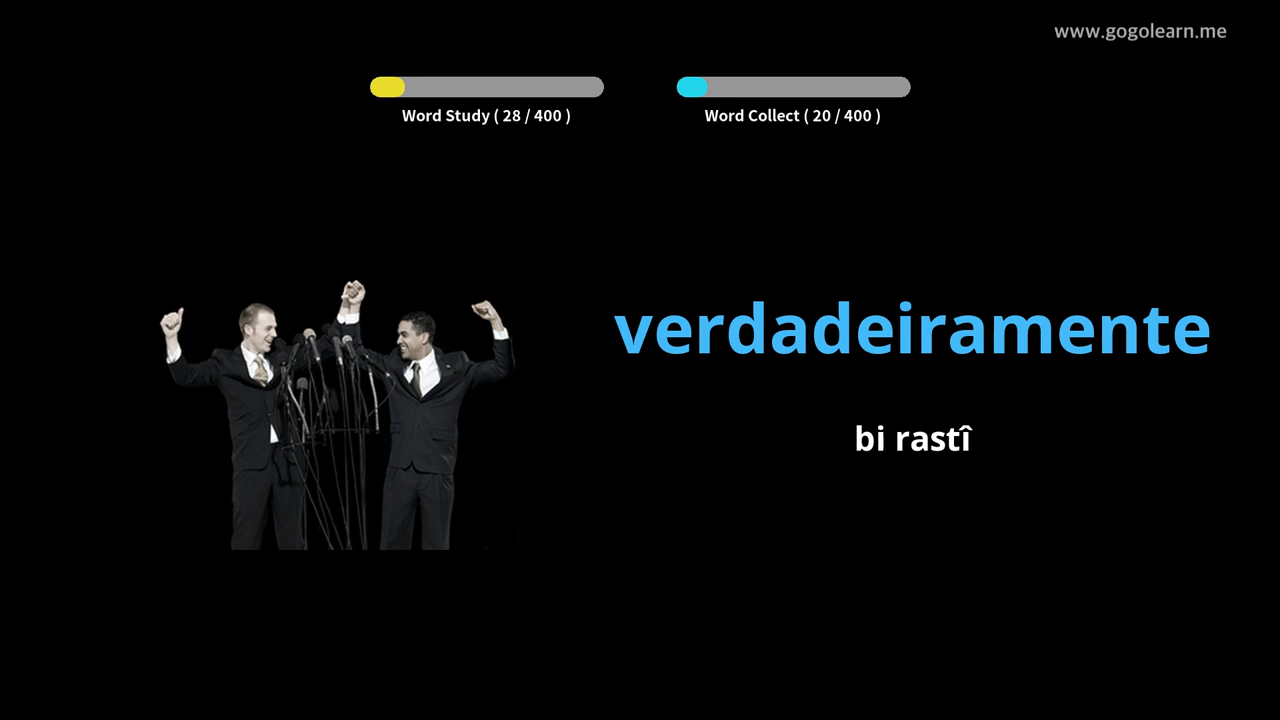 www.gogolearn.me
Word Study ( 28 / 400 )
Word Collect ( 20 / 400 )
verdadeiramente
bi rastî